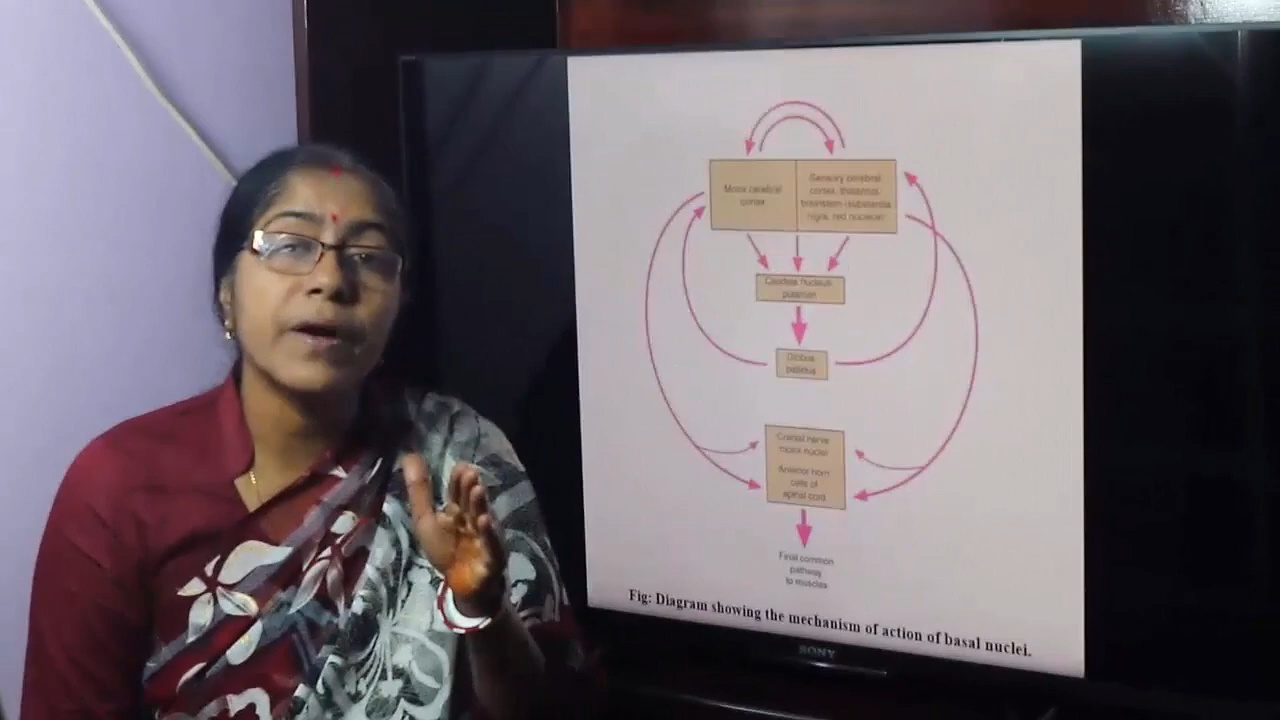 Motor cerebral
cortex
Sensory cerebral
cortex, thalamus,
brainstem (substantia
nigra, red nucleus)
Caudate nucleus
putamen
Globus
pallidus
Cranial nerve
motor nuclei
Anterior horn
cells of
spinal cord
Final common
pathway
to muscles
Fig: Diagram showing the mechanism of action of basal nuclei.
SONY